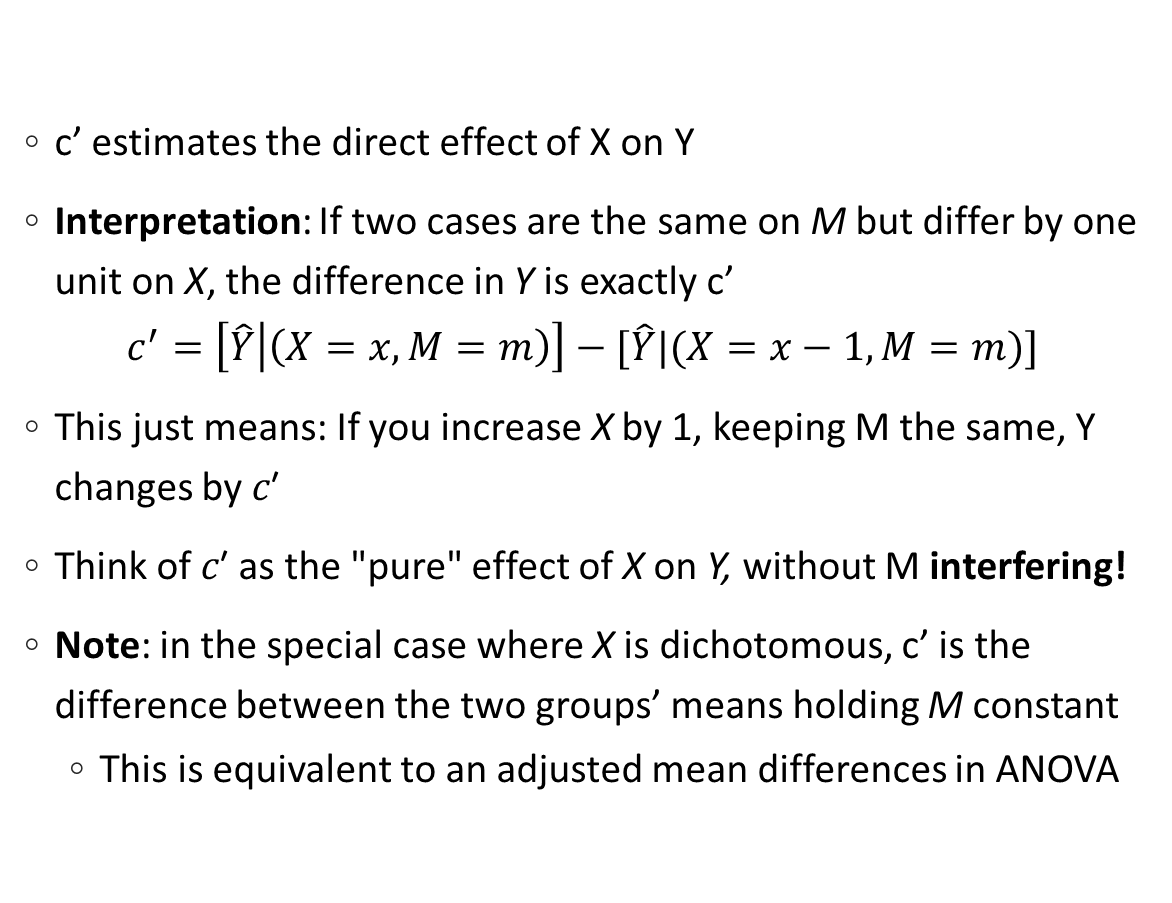 ◦ c’ estimates the direct effect of X on Y
◦ Interpretation: If two cases are the same on M but differ by one
unit on X, the difference in Y is exactly c’
c′ = [Ŷ|(X = x, M = m)] − [Ŷ|(X = x − 1, M = m)]
◦ This just means: If you increase X by 1, keeping M the same, Y
changes by c′
◦ Think of c′ as the "pure" effect of X on Y, without M interfering!
◦ Note: in the special case where X is dichotomous, c’ is the
difference between the two groups’ means holding M constant
◦ This is equivalent to an adjusted mean differences in ANOVA